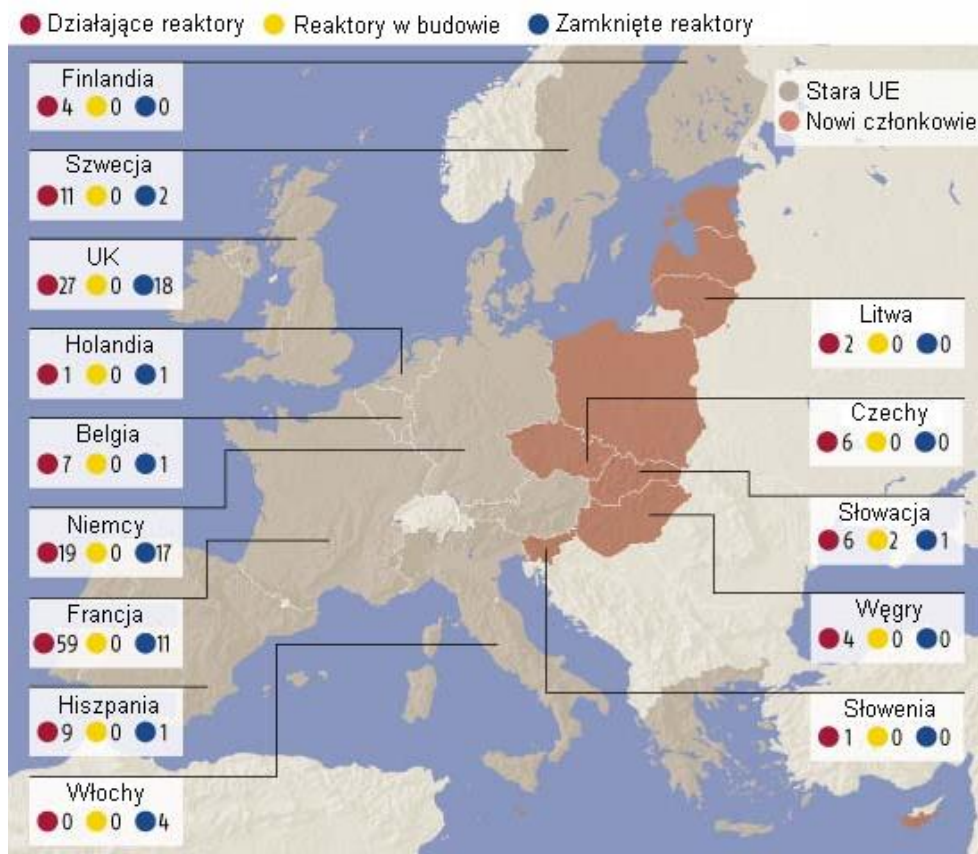 Działające reaktory Reaktory w budowie Zamknięte reaktory
Stara UE
Nowi członkowie
Finlandia
4 0 0
Szwecja
11 0 2
UK
27 0 18
Holandia
1 0 1
Belgia
7 0 1
Niemcy
19 0 17
Francja
59 0 11
Hiszpania
9 0 1
Włochy
0 0 4
Litwa
2 0 0
Czechy
6 0 0
Słowacja
6 2 1
Węgry
4 0 0
Słowenia
1 0 0